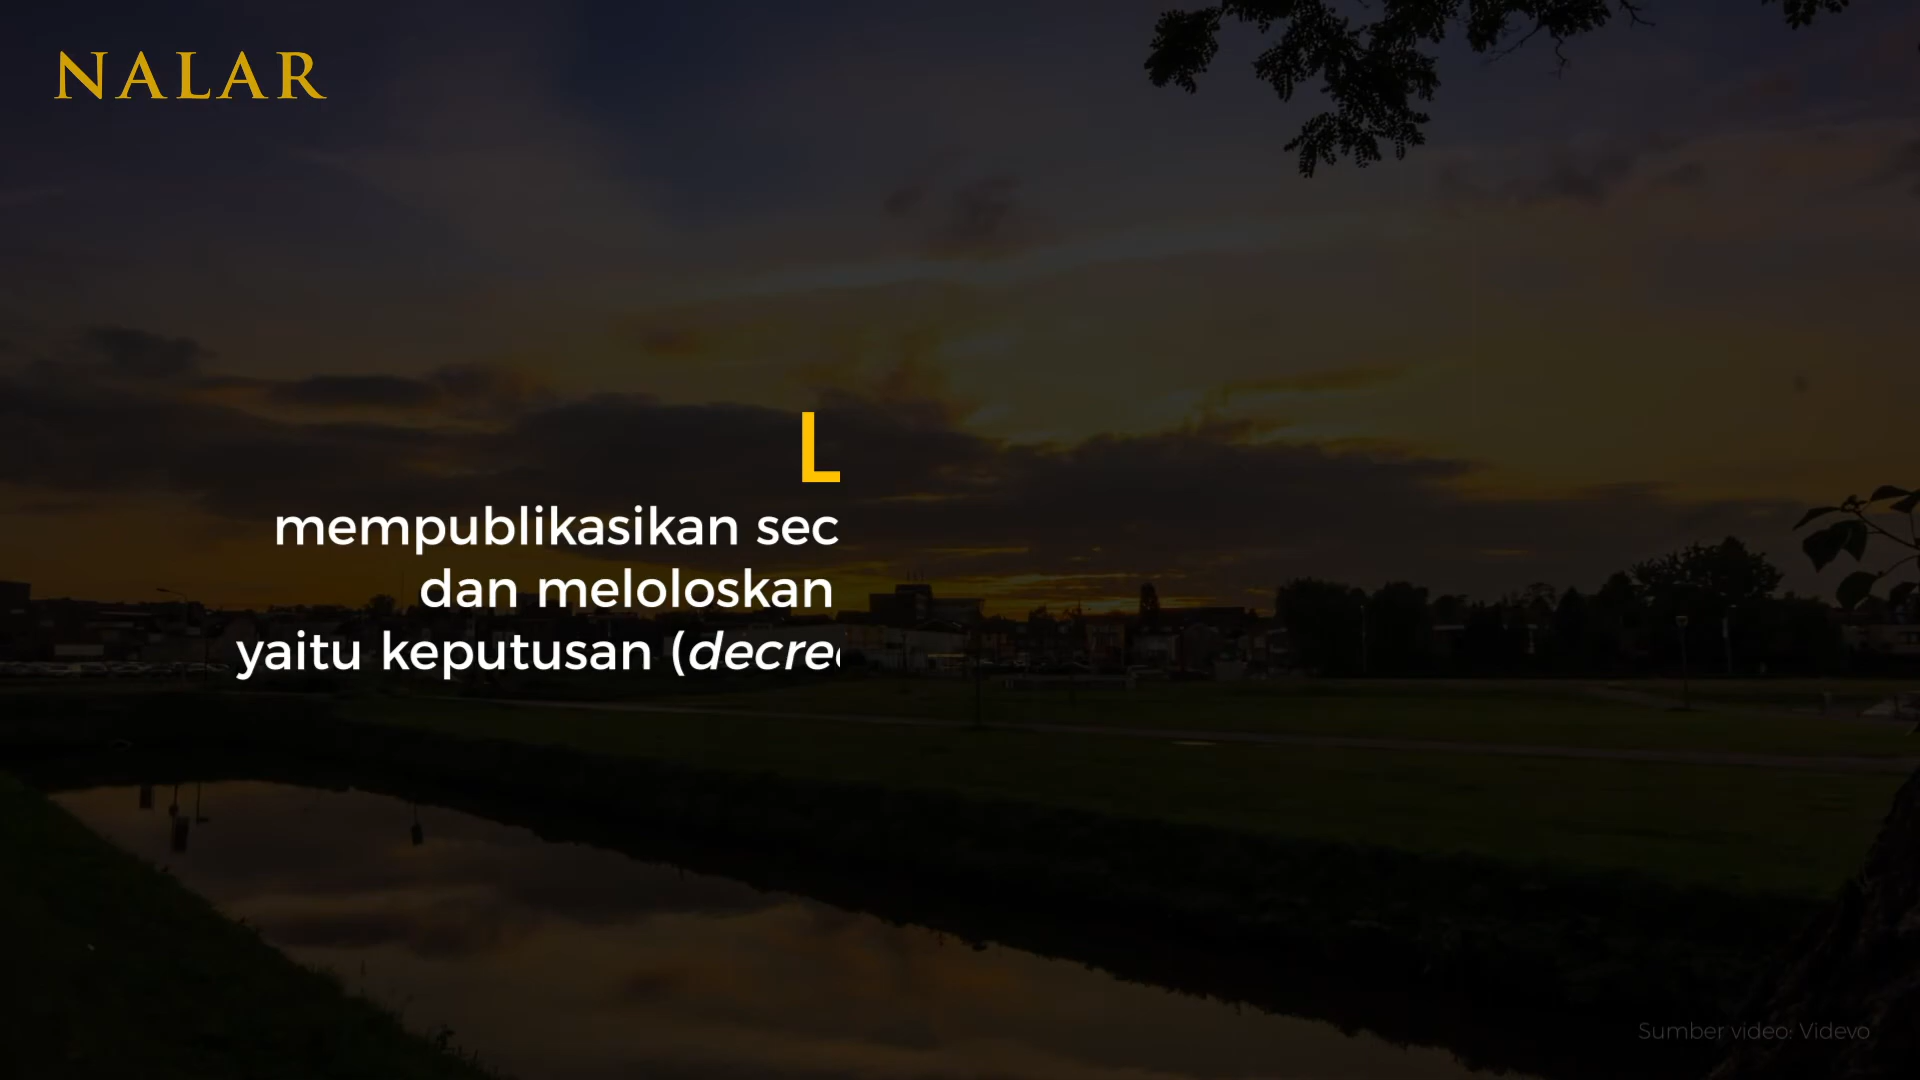 NALAR
L
mempublikasikan sec
dan meloloskan
yaitu keputusan (decre
Sumber video: Videvo